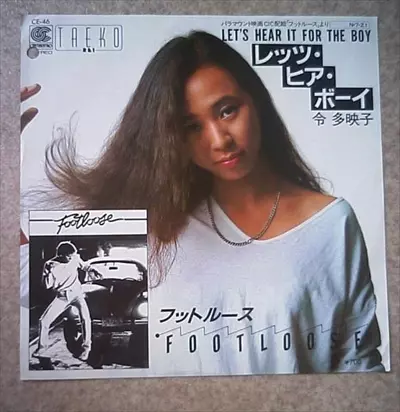 CE-46
TAEKO
パラマウント映画 CIC配給「フットルース」より
LET'S HEAR IT FOR THE BOY
レッツ・
ヒア・
ボーイ
令 多映子
Footloose
フットルース
FOOTLOOSE